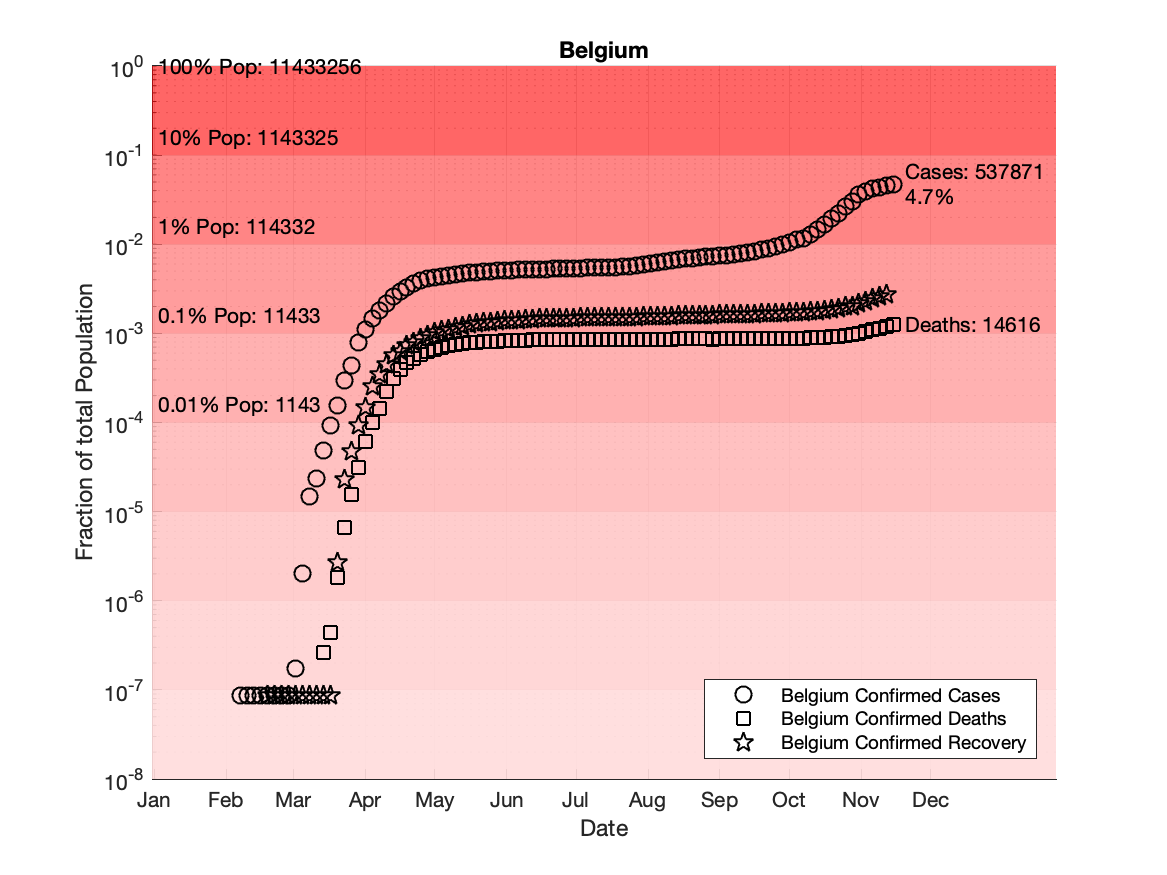 Belgium
10^0
100% Pop: 11433256
10% Pop: 1143325
10^-1
Cases: 537871
4.7%
1% Pop: 114332
10^-2
0.1% Pop: 11433
Deaths: 14616
10^-3
0.01% Pop: 1143
10^-4
10^-5
10^-6
10^-7
10^-8
Fraction of total Population
Belgium Confirmed Cases
Belgium Confirmed Deaths
Belgium Confirmed Recovery
Jan Feb Mar Apr May Jun Jul Aug Sep Oct Nov Dec
Date